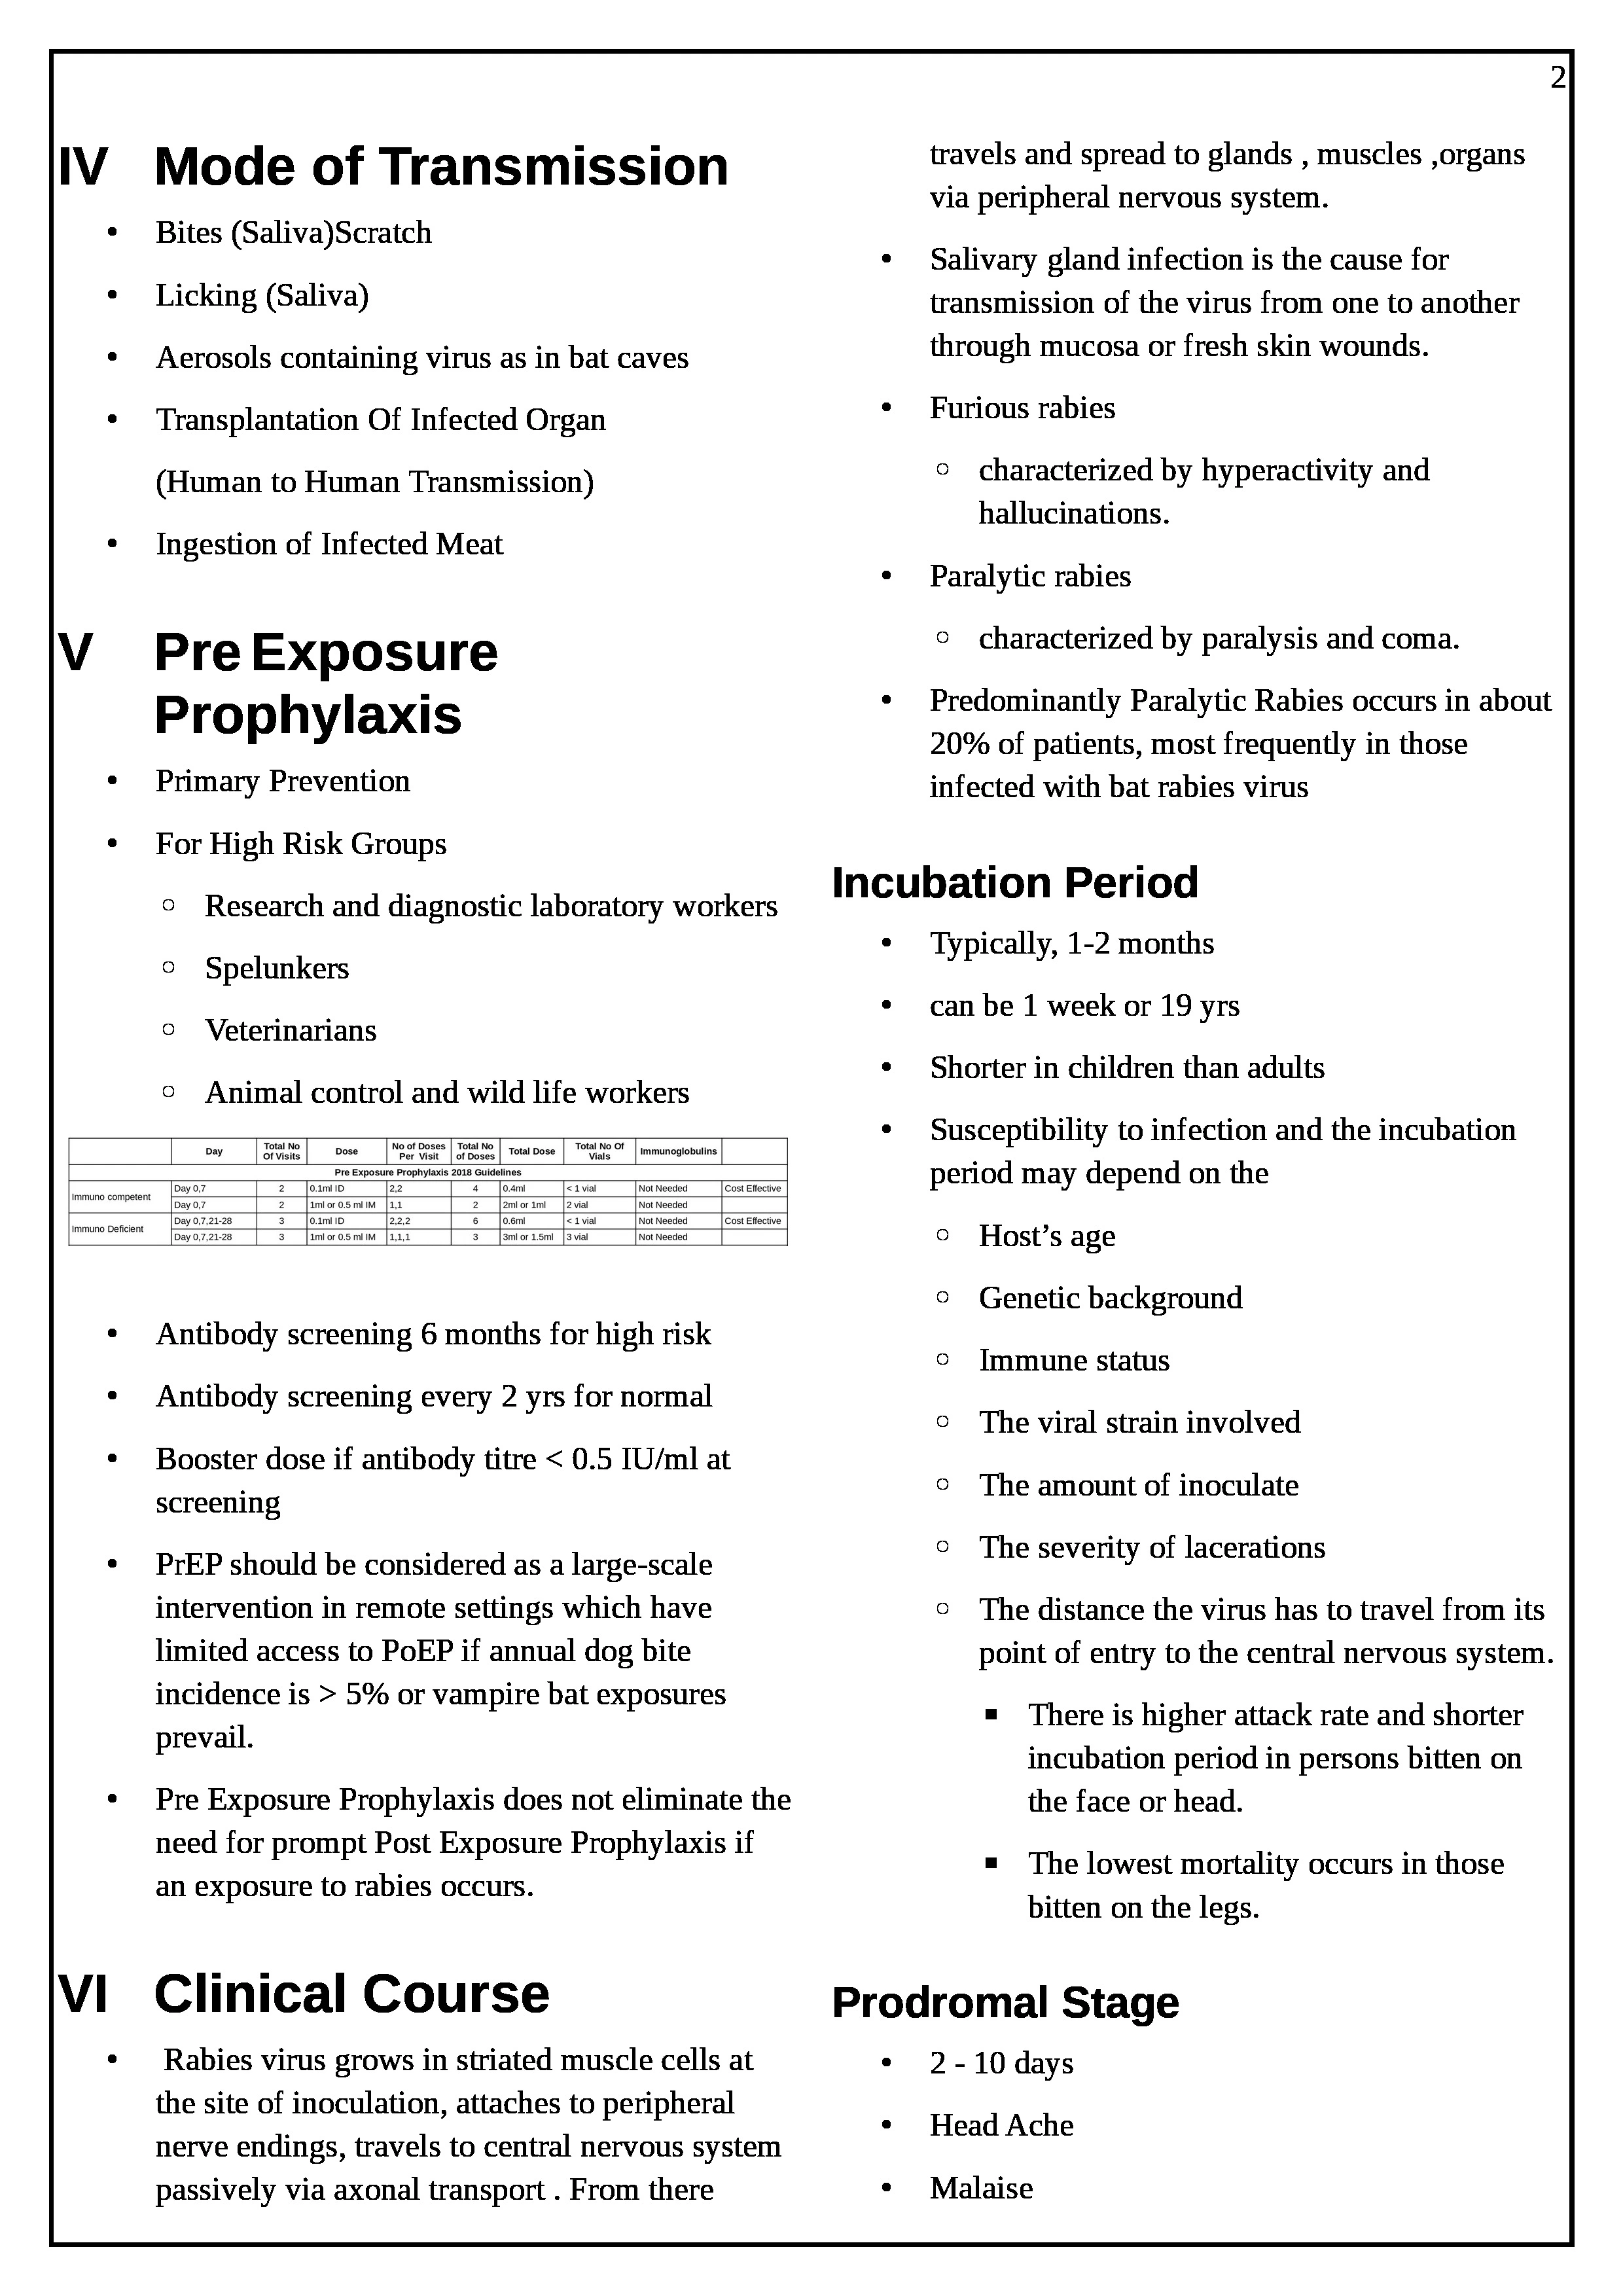 2
IV Mode of Transmission
• Bites (Saliva)Scratch
• Licking (Saliva)
• Aerosols containing virus as in bat caves
• Transplantation Of Infected Organ
(Human to Human Transmission)
• Ingestion of Infected Meat
V Pre Exposure
Prophylaxis
• Primary Prevention
• For High Risk Groups
○ Research and diagnostic laboratory workers
○ Spelunkers
○ Veterinarians
○ Animal control and wild life workers
Day | Total No Of Visits | Dose | No of Doses Per Visit | Total No of Doses | Total Dose | Total No Of Vials | Immunoglobulins
Pre Exposure Prophylaxis 2018 Guidelines
Immuno competent | Day 0,7 | 2 | 0.1ml ID | 2,2 | 4 | 0.4ml | < 1 vial | Not Needed | Cost Effective
Day 0,7 | 2 | 1ml or 0.5 ml IM | 1,1 | 2 | 2ml or 1ml | 2 vial | Not Needed
Immuno Deficient | Day 0,7,21-28 | 3 | 0.1ml ID | 2,2,2 | 6 | 0.6ml | < 1 vial | Not Needed | Cost Effective
Day 0,7,21-28 | 3 | 1ml or 0.5 ml IM | 1,1,1 | 3 | 3ml or 1.5ml | 3 vial | Not Needed
• Antibody screening 6 months for high risk
• Antibody screening every 2 yrs for normal
• Booster dose if antibody titre < 0.5 IU/ml at
screening
• PrEP should be considered as a large-scale
intervention in remote settings which have
limited access to PoEP if annual dog bite
incidence is > 5% or vampire bat exposures
prevail.
• Pre Exposure Prophylaxis does not eliminate the
need for prompt Post Exposure Prophylaxis if
an exposure to rabies occurs.
VI Clinical Course
• Rabies virus grows in striated muscle cells at
the site of inoculation, attaches to peripheral
nerve endings, travels to central nervous system
passively via axonal transport . From there
travels and spread to glands , muscles ,organs
via peripheral nervous system.
• Salivary gland infection is the cause for
transmission of the virus from one to another
through mucosa or fresh skin wounds.
• Furious rabies
○ characterized by hyperactivity and
hallucinations.
• Paralytic rabies
○ characterized by paralysis and coma.
• Predominantly Paralytic Rabies occurs in about
20% of patients, most frequently in those
infected with bat rabies virus
Incubation Period
• Typically, 1-2 months
• can be 1 week or 19 yrs
• Shorter in children than adults
• Susceptibility to infection and the incubation
period may depend on the
○ Host’s age
○ Genetic background
○ Immune status
○ The viral strain involved
○ The amount of inoculate
○ The severity of lacerations
○ The distance the virus has to travel from its
point of entry to the central nervous system.
▪ There is higher attack rate and shorter
incubation period in persons bitten on
the face or head.
▪ The lowest mortality occurs in those
bitten on the legs.
Prodromal Stage
• 2 - 10 days
• Head Ache
• Malaise